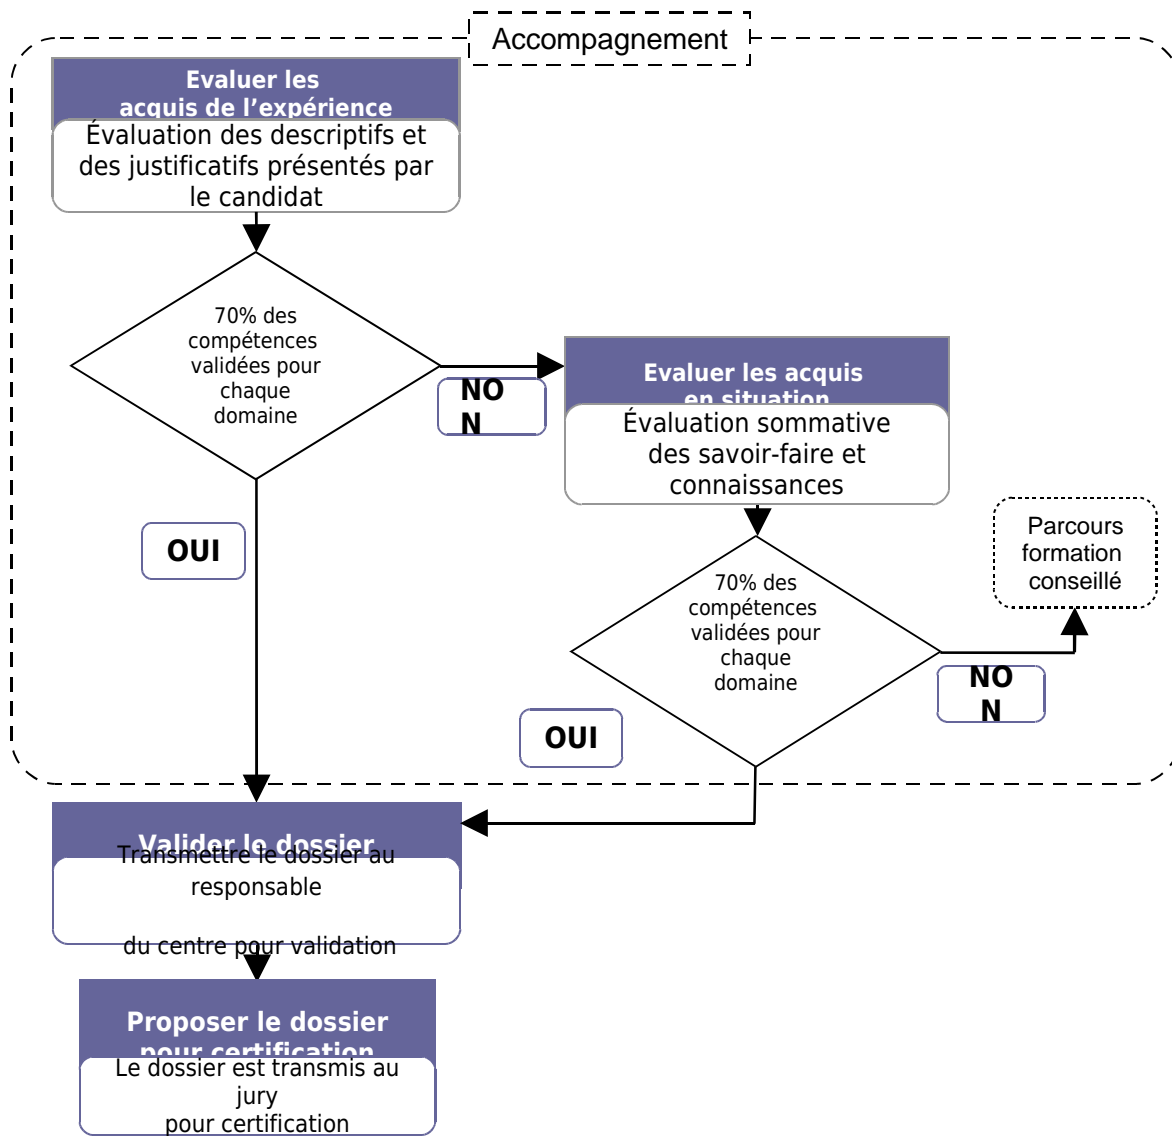 Accompagnement
Evaluer les
acquis de l’expérience
Évaluation des descriptifs et
des justificatifs présentés par
le candidat
70% des
compétences
validées pour
chaque
domaine
NO
N
Evaluer les acquis
en situation
Évaluation sommative
des savoir-faire et
connaissances
OUI
Parcours
formation
conseillé
70% des
compétences
validées pour
chaque
domaine
NO
N
OUI
Valider le dossier
Transmettre le dossier au
responsable
du centre pour validation
Proposer le dossier
pour certification
Le dossier est transmis au
jury
pour certification